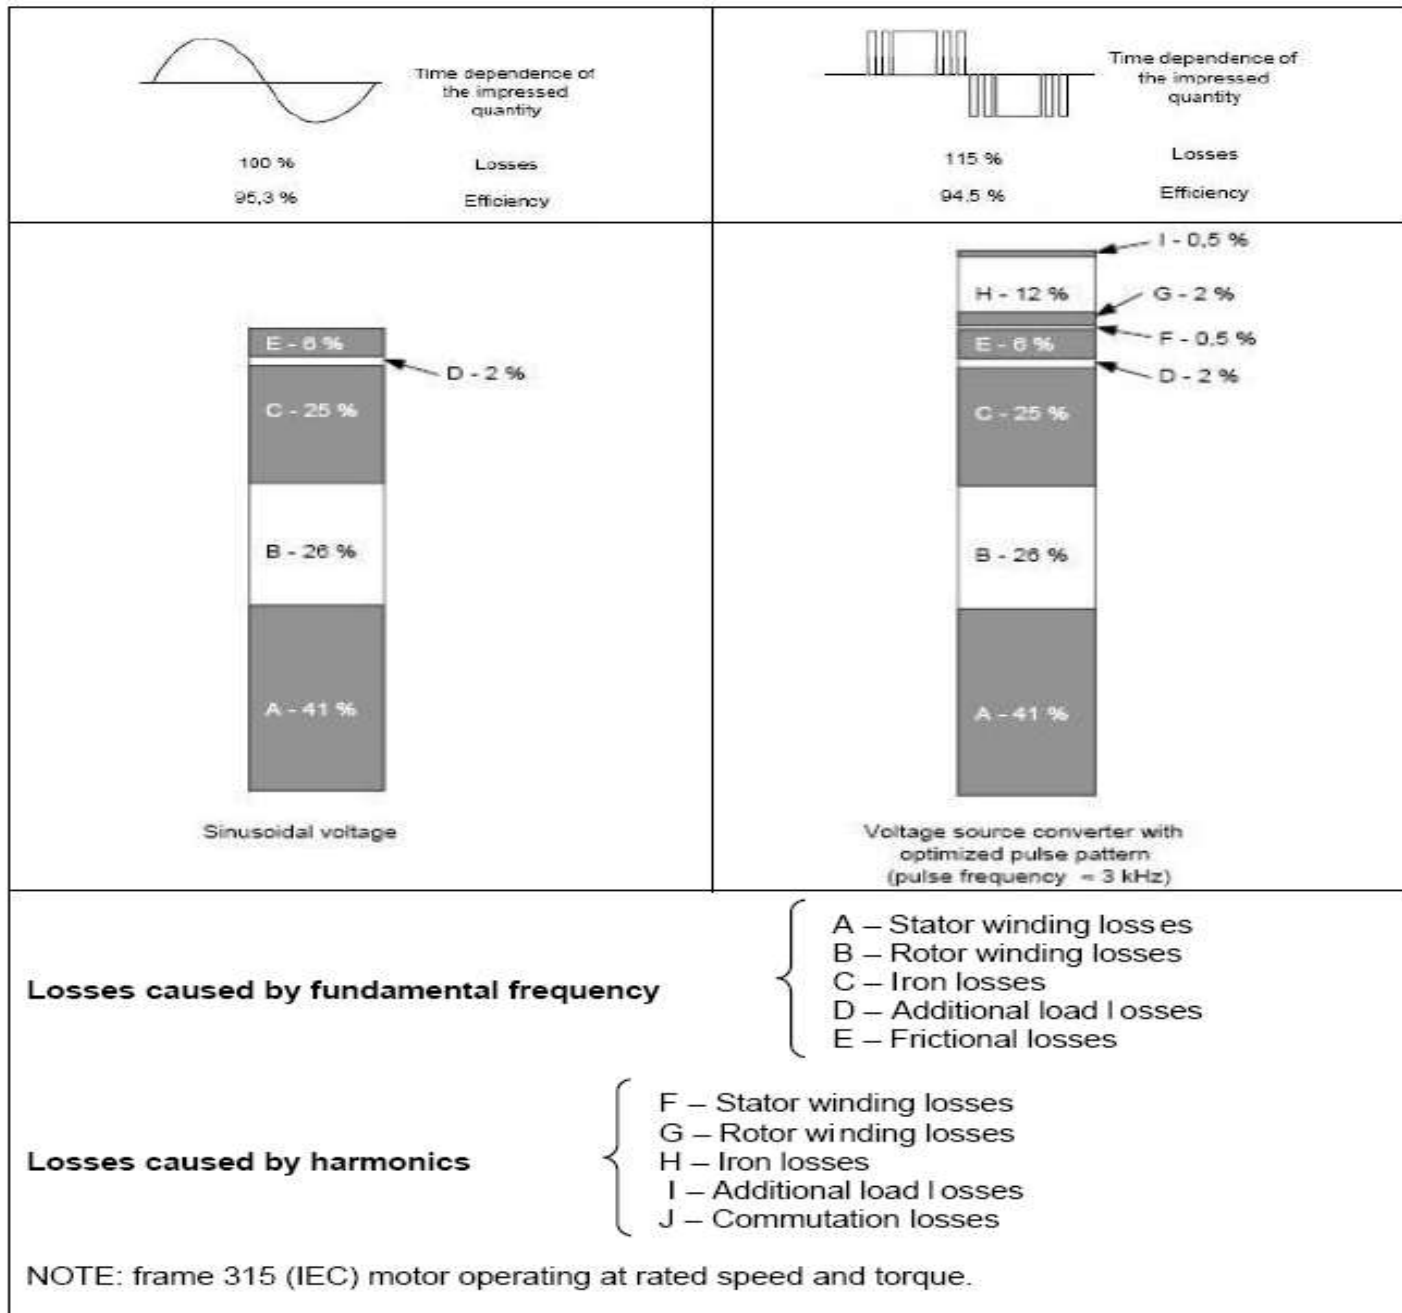 Time dependence of
the impressed
quantity
100 %
Losses
95,3 %
Efficiency
Time dependence of
the impressed
quantity
115 %
Losses
94,5 %
Efficiency
E - 6 %
D - 2 %
C - 25 %
B - 26 %
A - 41 %
Sinusoidal voltage
I - 0,5 %
H - 12 %
G - 2 %
F - 0,5 %
E - 6 %
D - 2 %
C - 25 %
B - 26 %
A - 41 %
Voltage source converter with
optimized pulse pattern
(pulse frequency = 3 kHz)
Losses caused by fundamental frequency
A – Stator winding losses
B – Rotor winding losses
C – Iron losses
D – Additional load losses
E – Frictional losses
Losses caused by harmonics
F – Stator winding losses
G – Rotor winding losses
H – Iron losses
I – Additional load losses
J – Commutation losses
NOTE: frame 315 (IEC) motor operating at rated speed and torque.